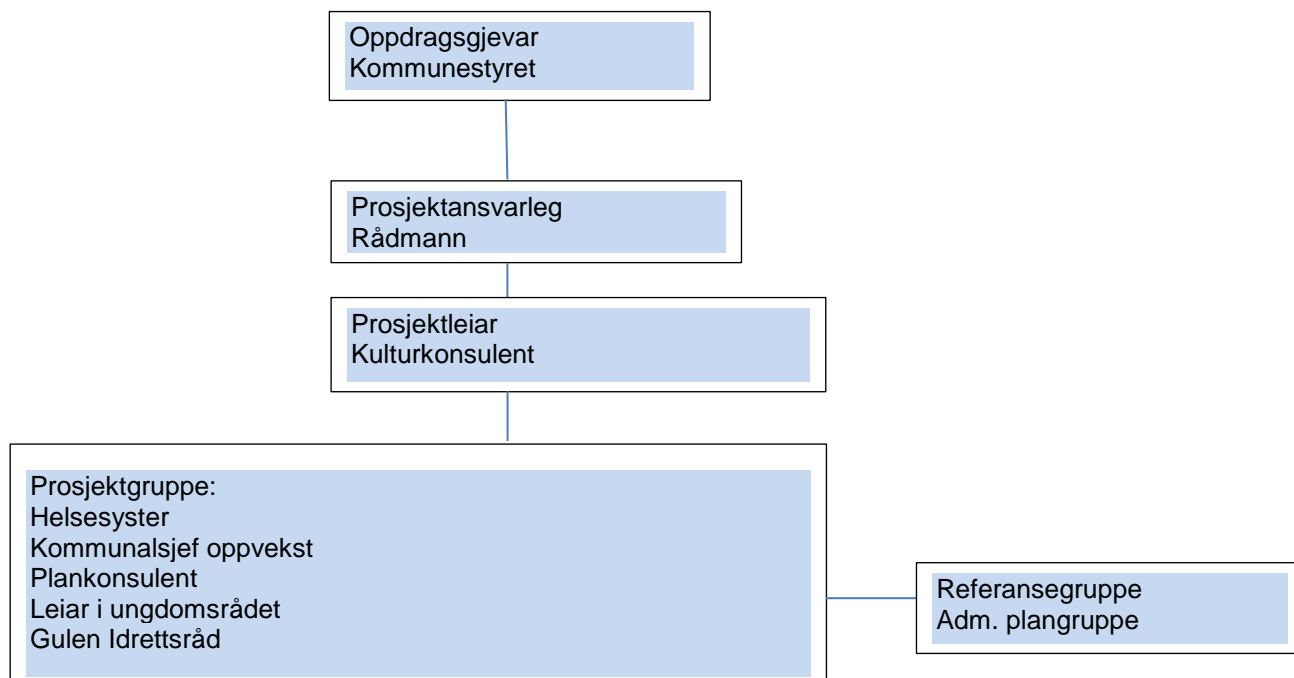 Oppdragsgjevar
Kommunestyret
Prosjektansvarleg
Rådmann
Prosjektleiar
Kulturkonsulent
Prosjektgruppe:
Helsesyster
Kommunalsjef oppvekst
Plankonsulent
Leiar i ungdomsrådet
Gulen Idrettsråd
Referansegruppe
Adm. plangruppe